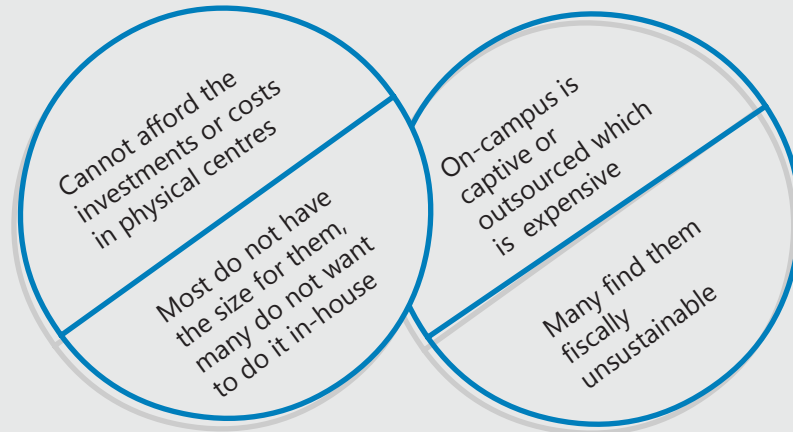 Cannot afford the
investments or costs
in physical centres
Most do not have
the size for them,
many do not want
to do it in-house
On-campus is
captive or
outsourced which
is expensive
Many find them
fiscally
unsustainable